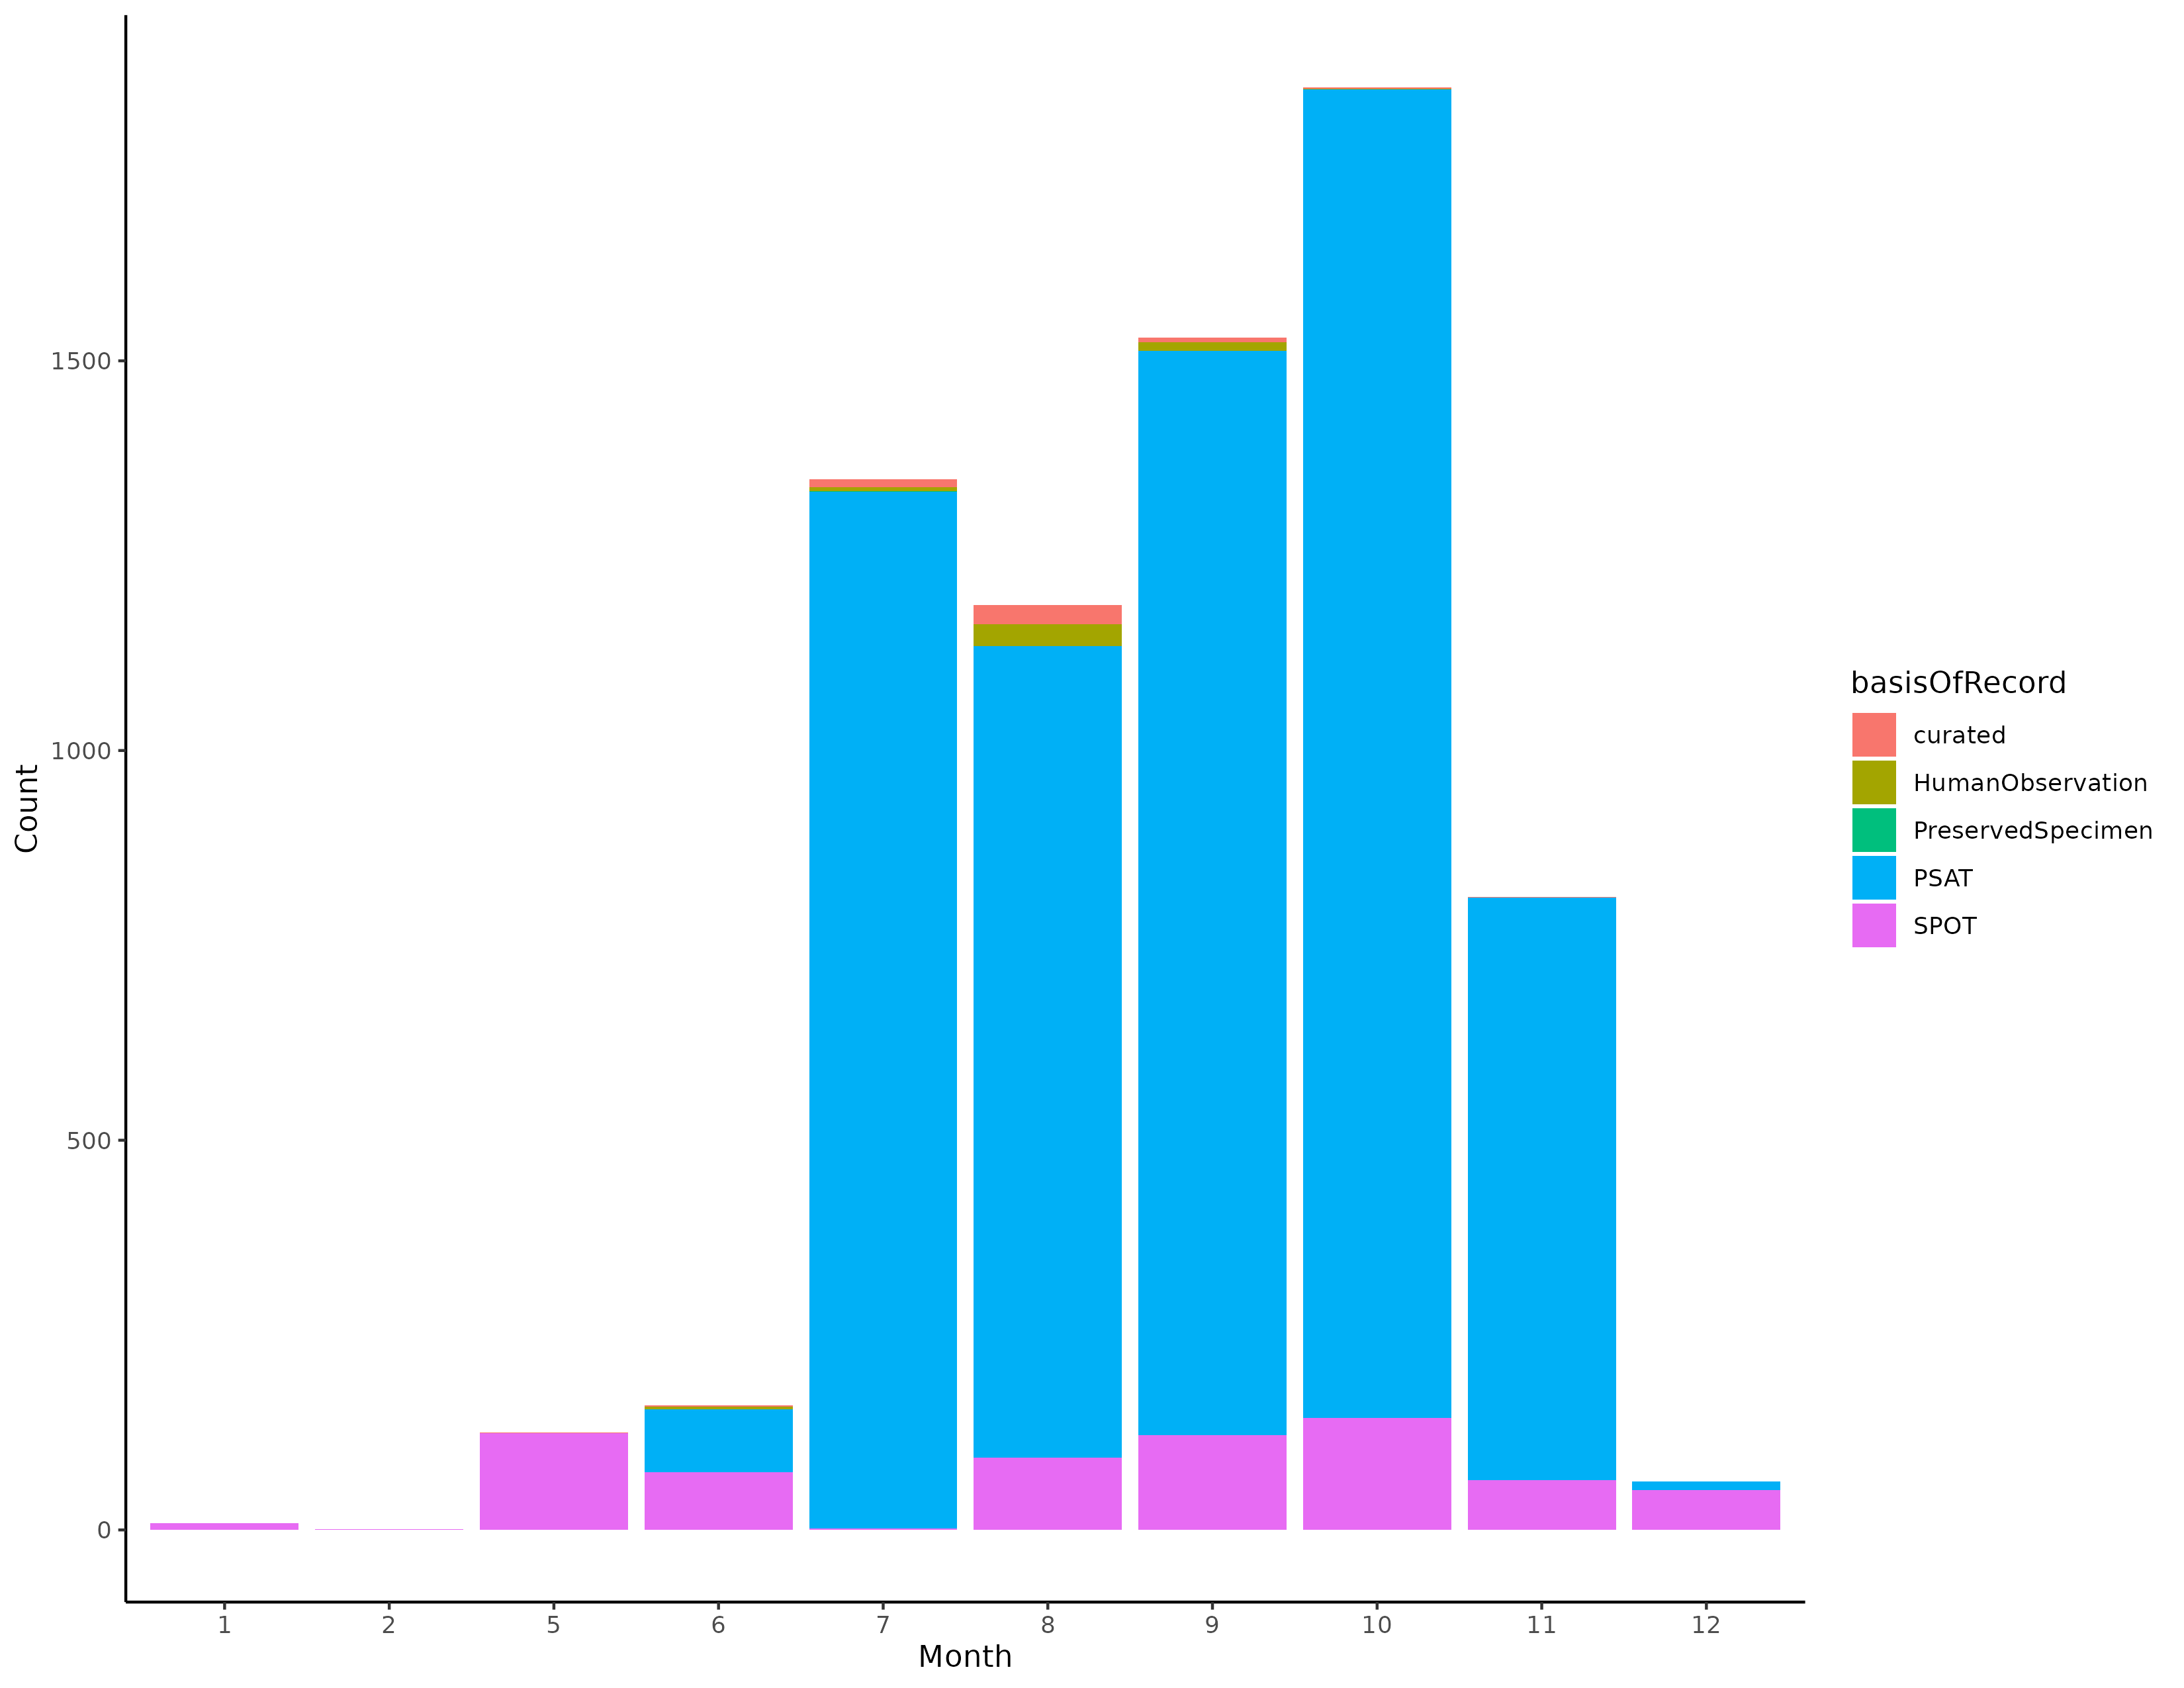 Count
1500
1000
500
0
1 2 5 6 7 8 9 10 11 12
Month
basisOfRecord
curated
HumanObservation
PreservedSpecimen
PSAT
SPOT